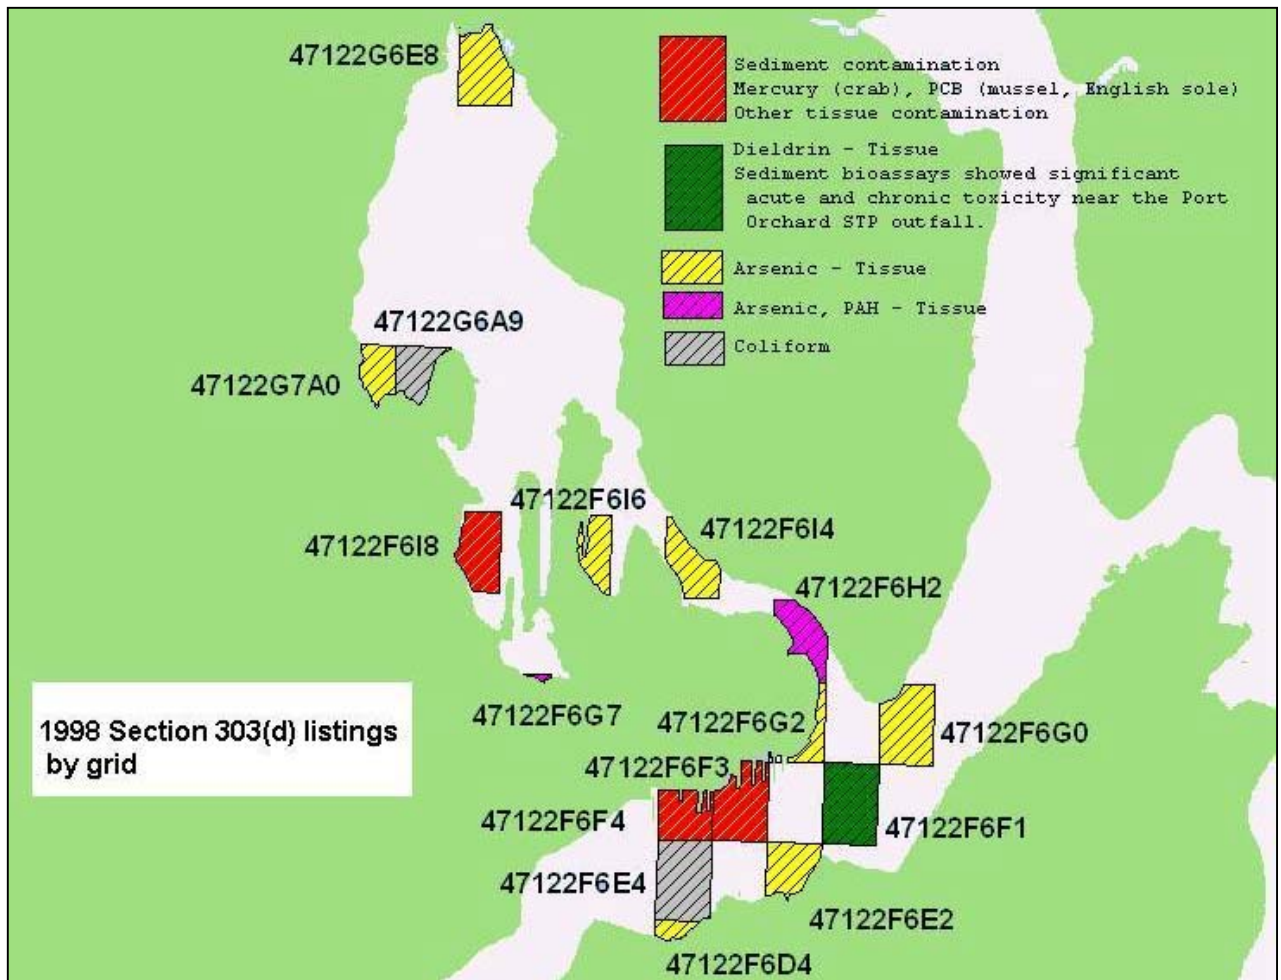 47122G6E8
Sediment contamination
Mercury (crab), PCB (mussel, English sole)
Other tissue contamination
Dieldrin - Tissue
Sediment bioassays showed significant
acute and chronic toxicity near the Port
Orchard STP outfall.
Arsenic - Tissue
Arsenic, PAH - Tissue
Coliform
47122G6A9
47122G7A0
47122F6I6
47122F6I8
47122F6I4
47122F6H2
47122F6G7
47122F6G2
47122F6G0
1998 Section 303(d) listings
by grid
47122F6F3
47122F6F4
47122F6F1
47122F6E4
47122F6E2
47122F6D4